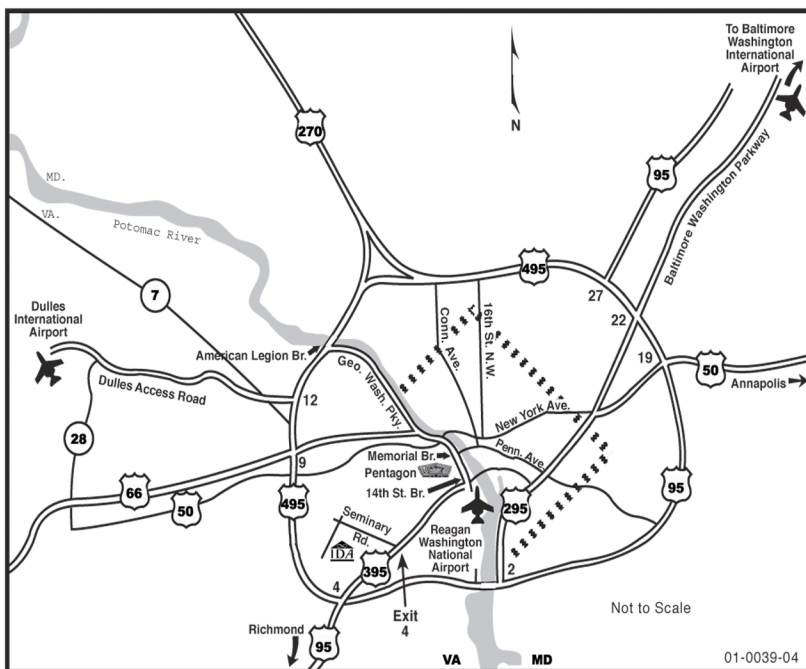 To Baltimore
Washington
International
Airport
270
N
95
MD.
VA.
Potomac River
Baltimore Washington Parkway
495
7
27
Dulles
International
Airport
Conn. Ave.
16th St. N.W.
22
American Legion Br.
Geo. Wash. Pky.
19
50
Annapolis
Dulles Access Road
12
New York Ave.
28
Memorial Br.
Penn. Ave.
9
Pentagon
66
495
14th St. Br.
95
50
295
Seminary
Rd.
Reagan
Washington
National
Airport
IDA
395
2
4
Exit
4
Not to Scale
Richmond
95
VA
MD
01-0039-04